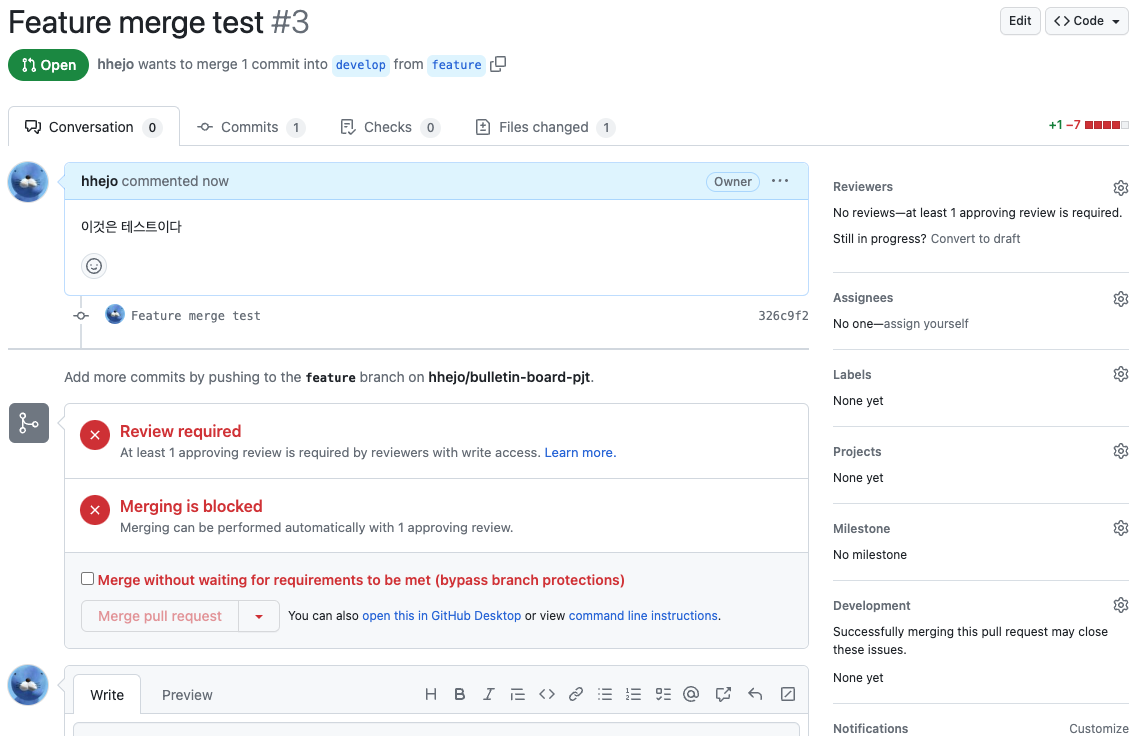 Feature merge test #3
Edit
Code
Open
hhejo wants to merge 1 commit into develop from feature
Conversation 0
Commits 1
Checks 0
Files changed 1
+1 −7
hhejo commented now
Owner
이것은 테스트이다
Feature merge test
326c9f2
Add more commits by pushing to the feature branch on hhejo/bulletin-board-pjt.
Review required
At least 1 approving review is required by reviewers with write access. Learn more.
Merging is blocked
Merging can be performed automatically with 1 approving review.
Merge without waiting for requirements to be met (bypass branch protections)
Merge pull request
You can also open this in GitHub Desktop or view command line instructions.
Write
Preview
Reviewers
No reviews—at least 1 approving review is required.
Still in progress? Convert to draft
Assignees
No one—assign yourself
Labels
None yet
Projects
None yet
Milestone
No milestone
Development
Successfully merging this pull request may close
these issues.
None yet
Notifications
Customize